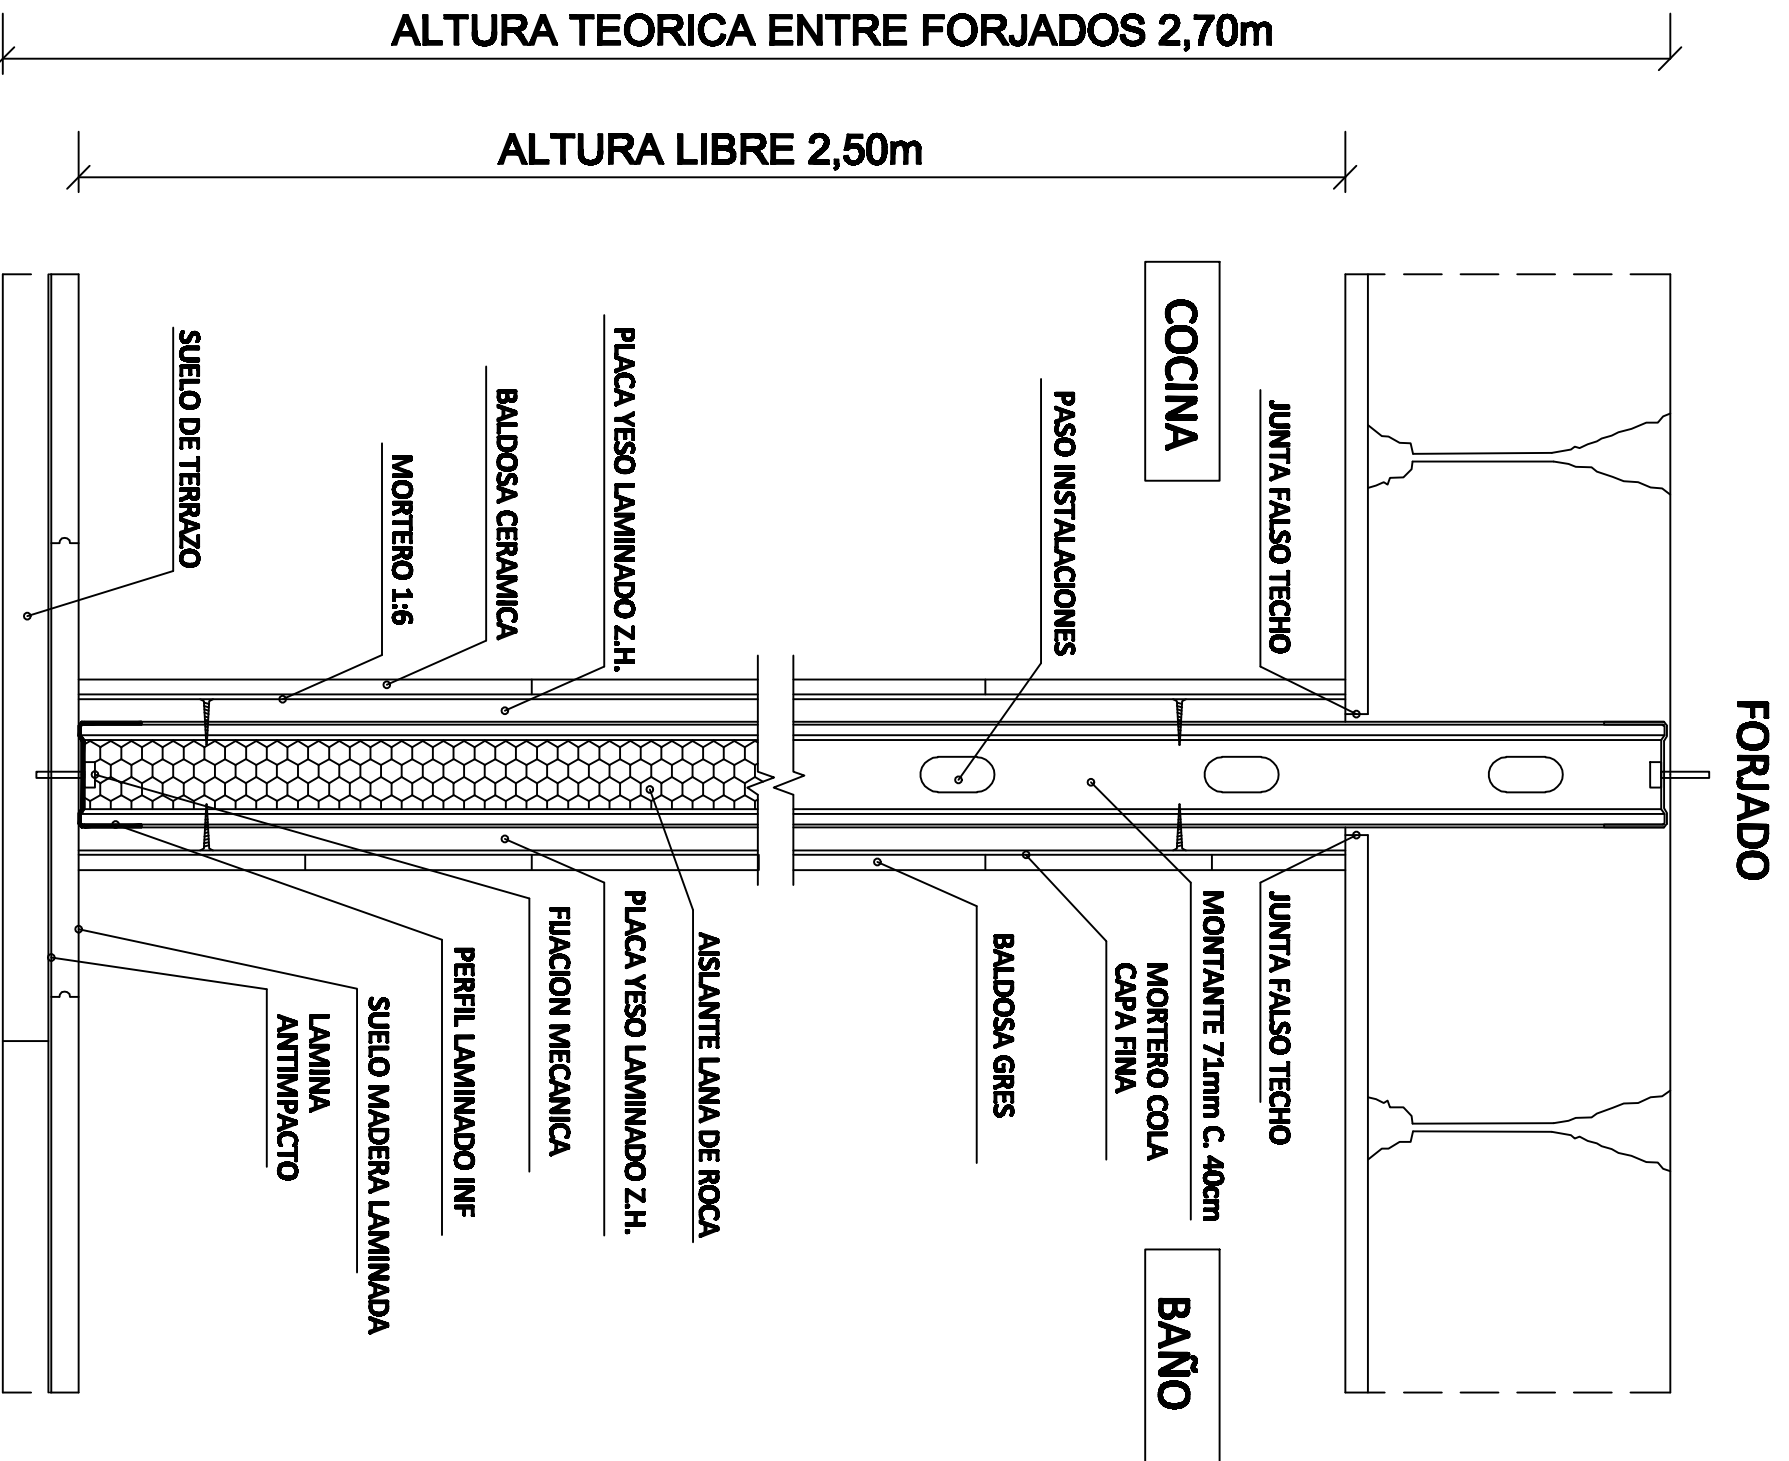 ALTURA TEORICA ENTRE FORJADOS 2,70m
ALTURA LIBRE 2,50m
FORJADO
COCINA
BAÑO
JUNTA FALSO TECHO
PASO INSTALACIONES
PLACA YESO LAMINADO Z.H.
BALDOSA CERAMICA
MORTERO 1:6
SUELO DE TERRAZO
JUNTA FALSO TECHO
MONTANTE 71mm C. 40cm
MORTERO COLA
CAPA FINA
BALDOSA GRES
AISLANTE LANA DE ROCA
PLACA YESO LAMINADO Z.H.
FIJACION MECANICA
PERFIL LAMINADO INF
SUELO MADERA LAMINADA
LAMINA
ANTIMPACTO